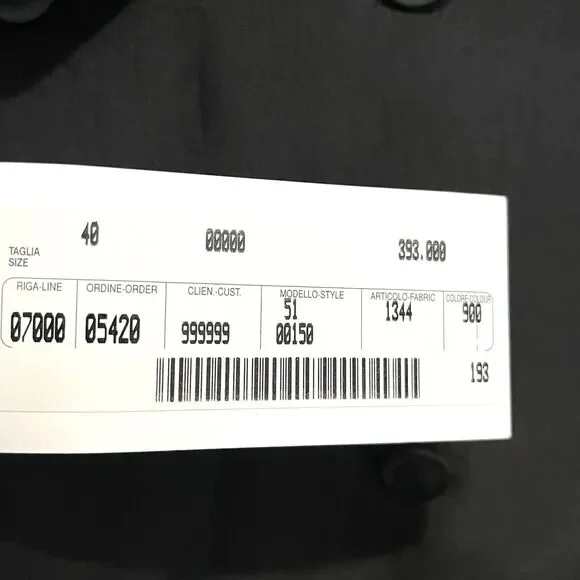 40 00000 393.000
TAGLIA
SIZE
RIGA-LINE ORDINE-ORDER CLIEN.-CUST. MODELLO-STYLE ARTICOLO-FABRIC COLORE-COLOUR
51 1344 900
07000 05420 999999 00150
193